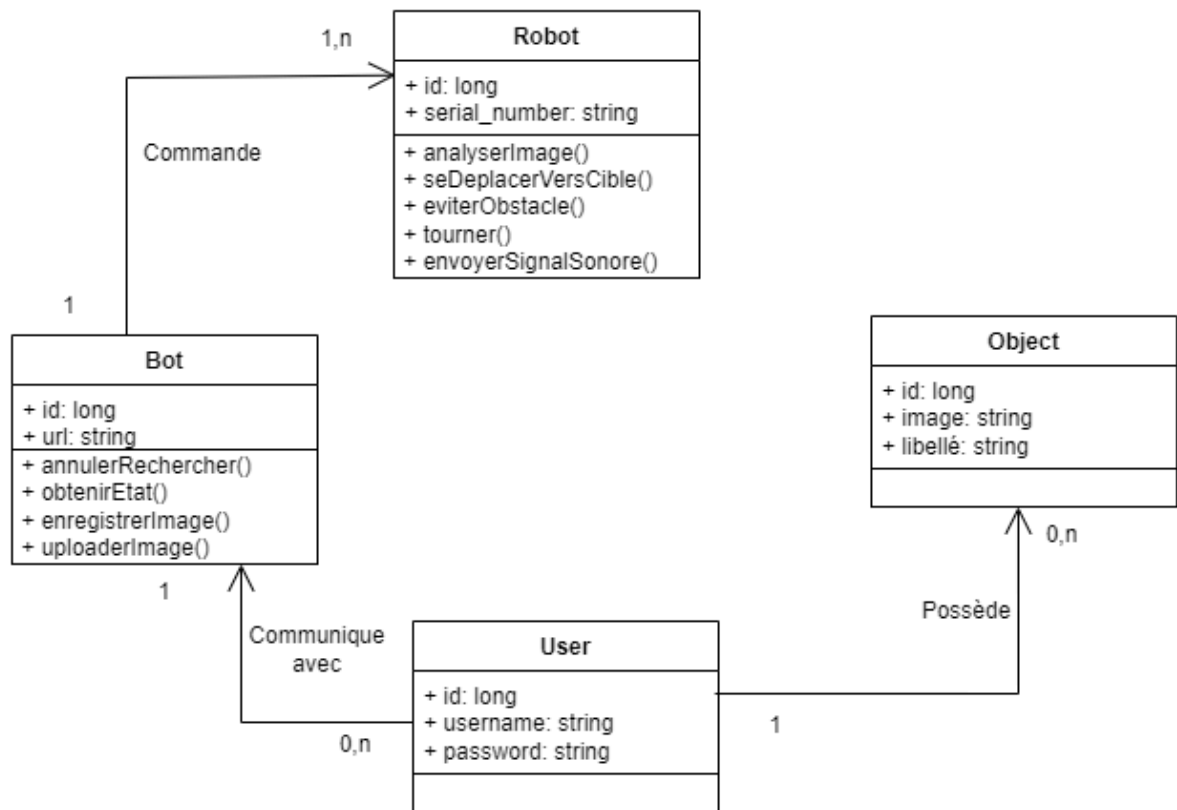 Robot
1,n
+ id: long
+ serial_number: string
+ analyserImage()
+ seDeplacerVersCible()
+ eviterObstacle()
+ tourner()
+ envoyerSignalSonore()
Commande
1
Bot
+ id: long
+ url: string
+ annulerRechercher()
+ obtenirEtat()
+ enregistrerImage()
+ uploaderImage()
1
Object
+ id: long
+ image: string
+ libellé: string
0,n
Possède
Communique
avec
User
+ id: long
+ username: string
+ password: string
0,n
1